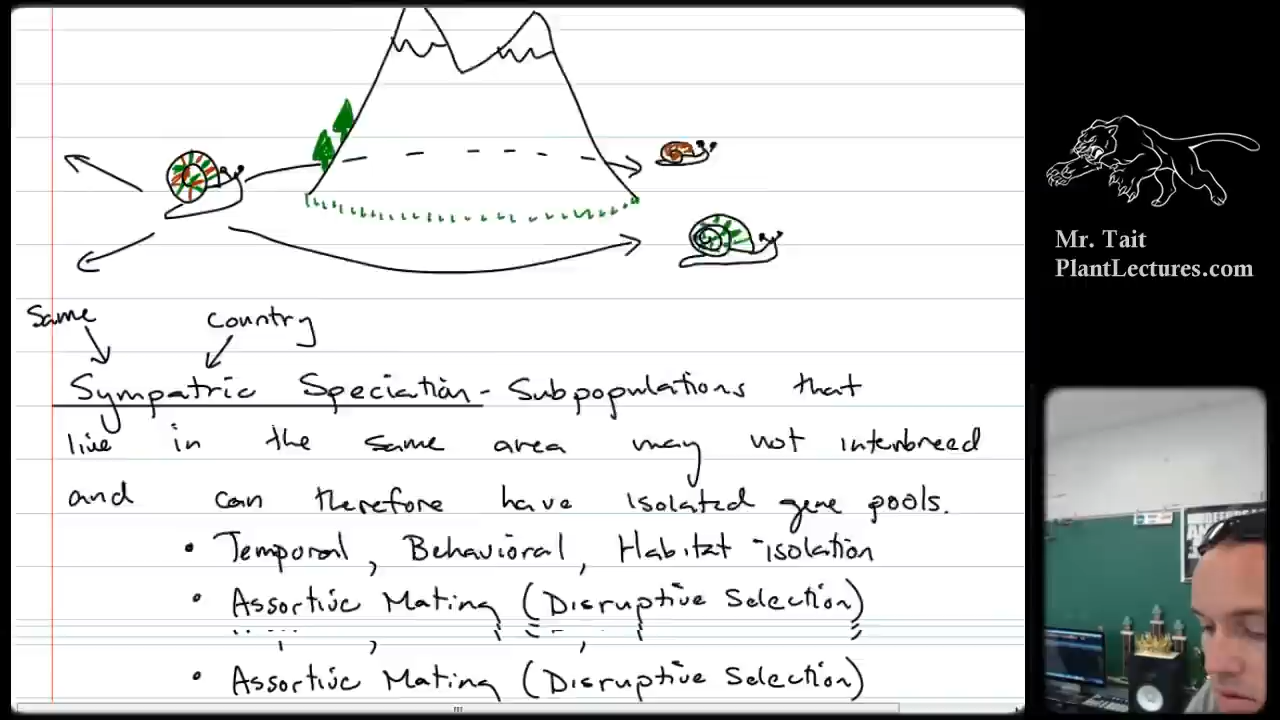 Same country
Sympatric Speciation - Subpopulations that
live in the same area may not interbreed
and can therefore have isolated gene pools.
• Temporal, Behavioral, Habitat isolation
• Assortive Mating (Disruptive Selection)
• Assortive Mating (Disruptive Selection)
Mr. Tait
PlantLectures.com